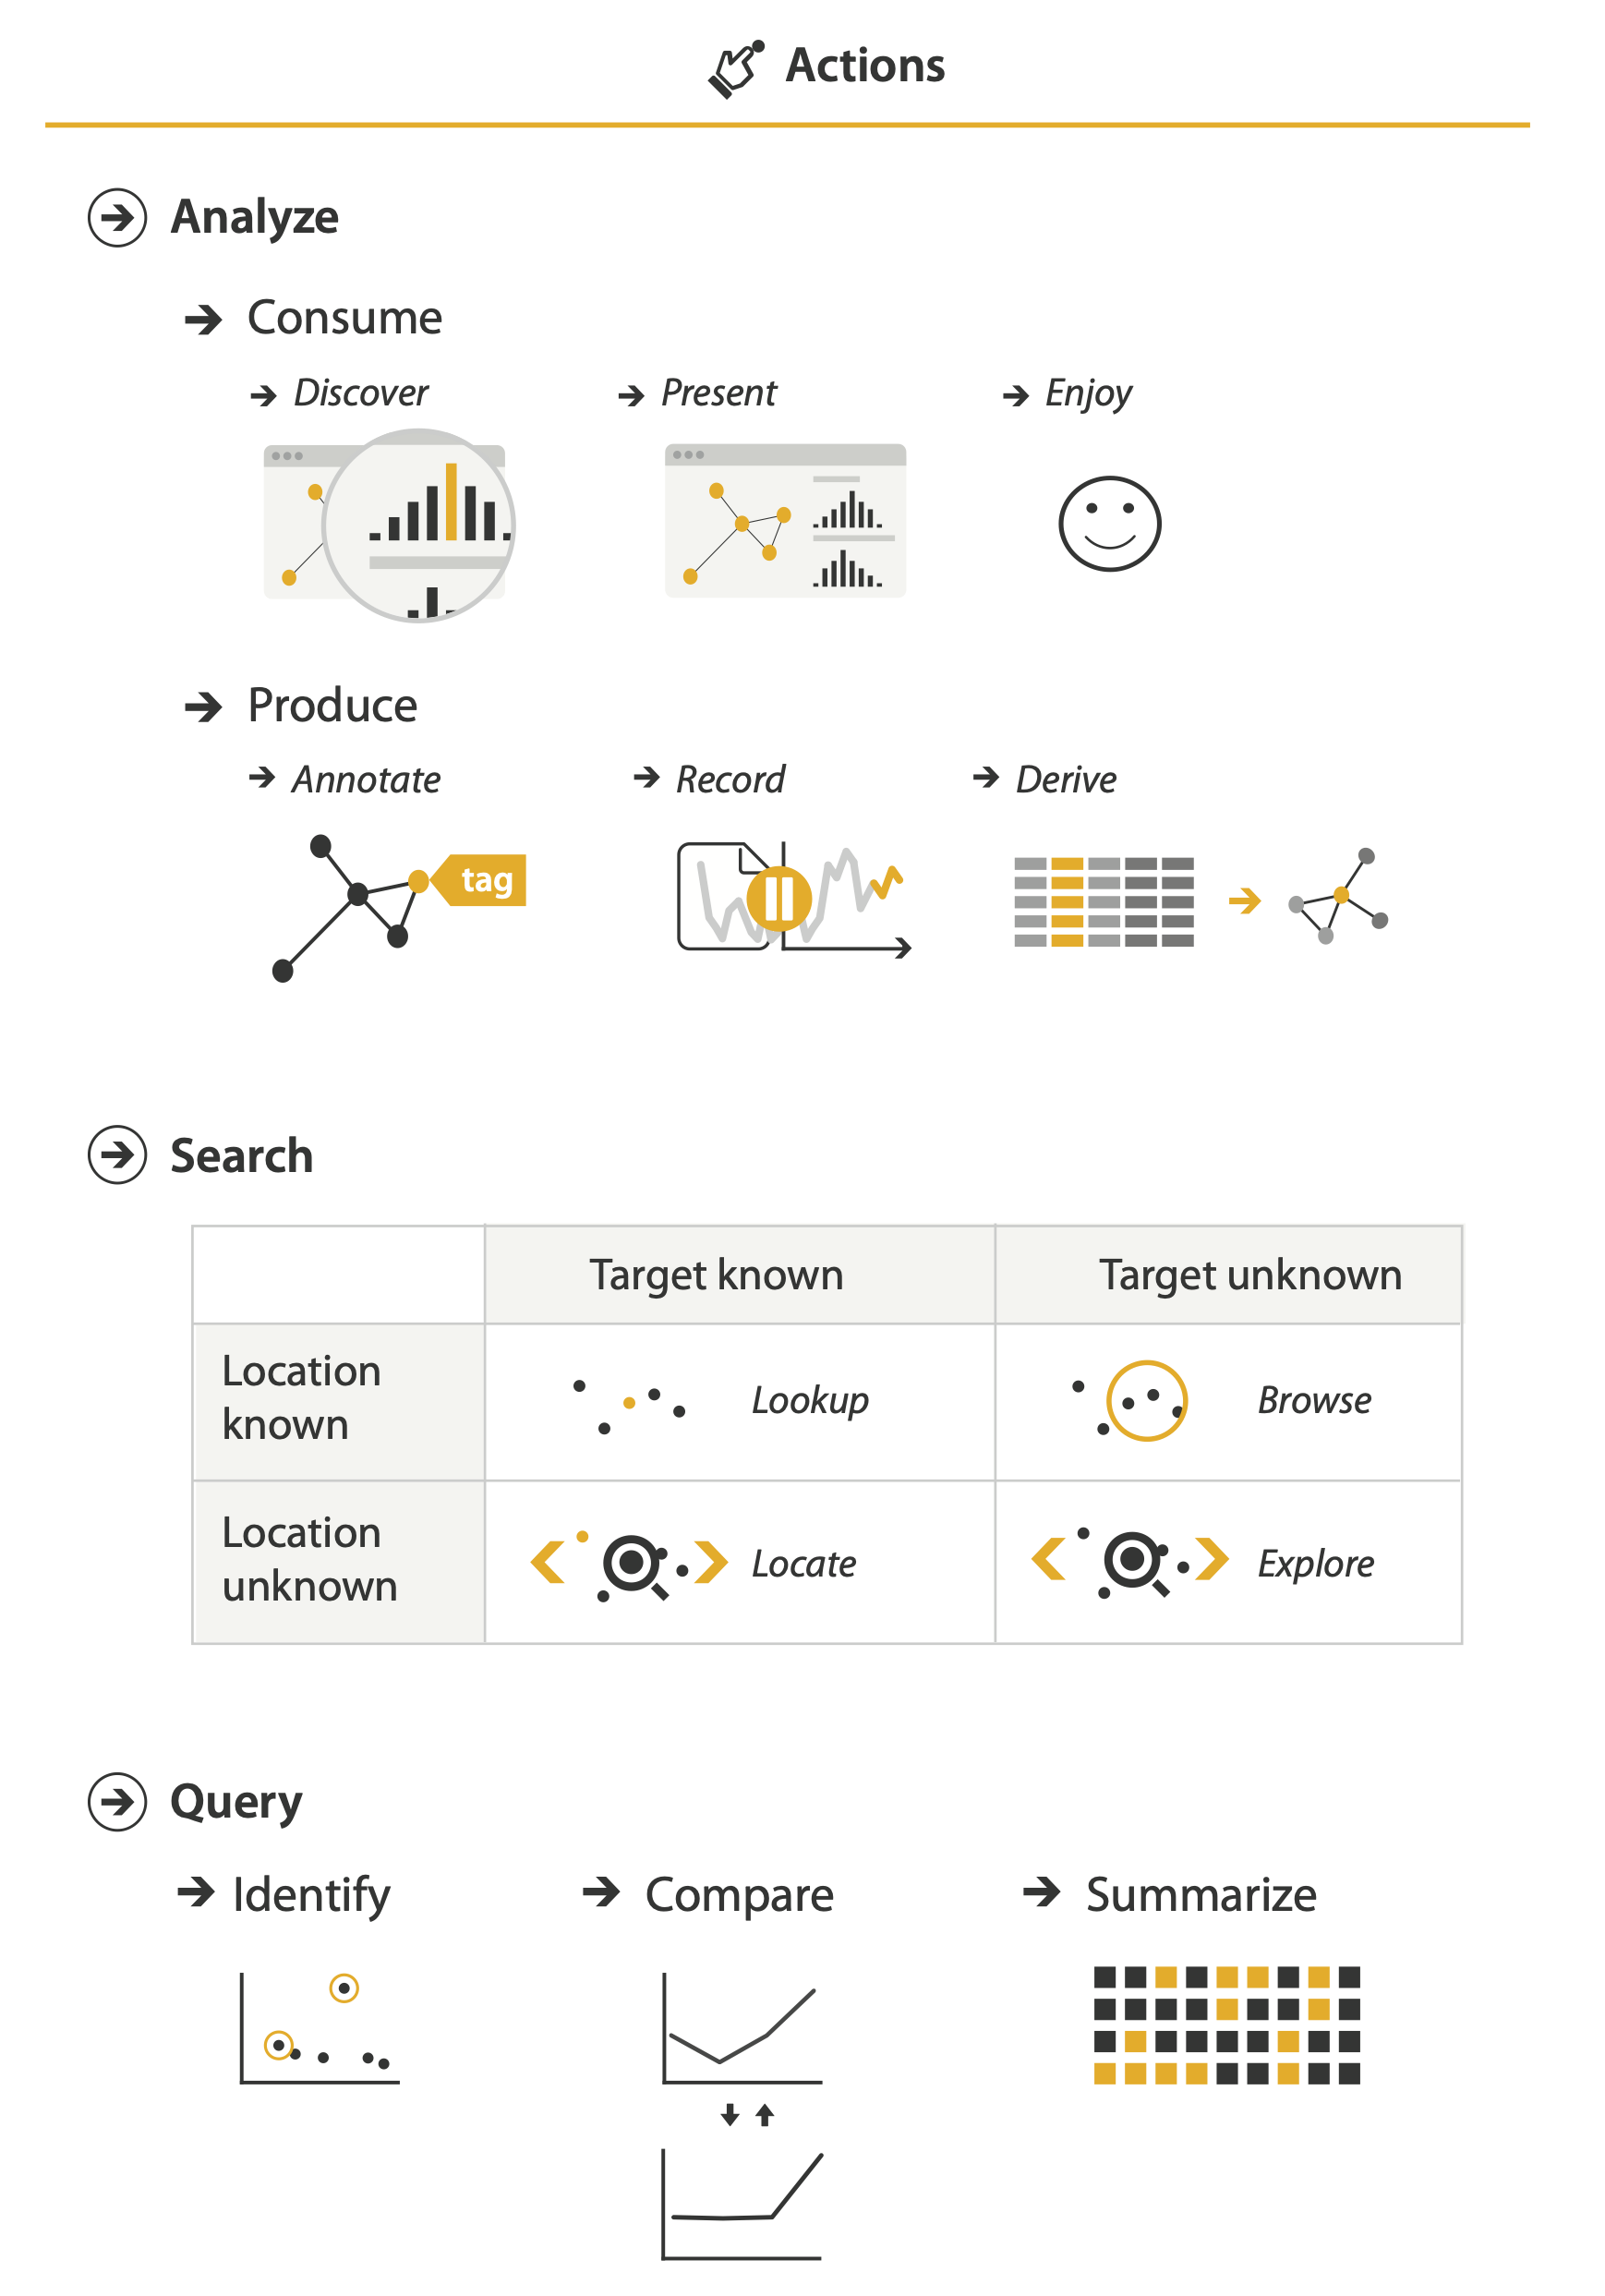 Actions
Analyze
Consume
Discover
Present
Enjoy
Produce
Annotate
Record
Derive
tag
Search
Target known
Target unknown
Location
known
Lookup
Browse
Location
unknown
Locate
Explore
Query
Identify
Compare
Summarize